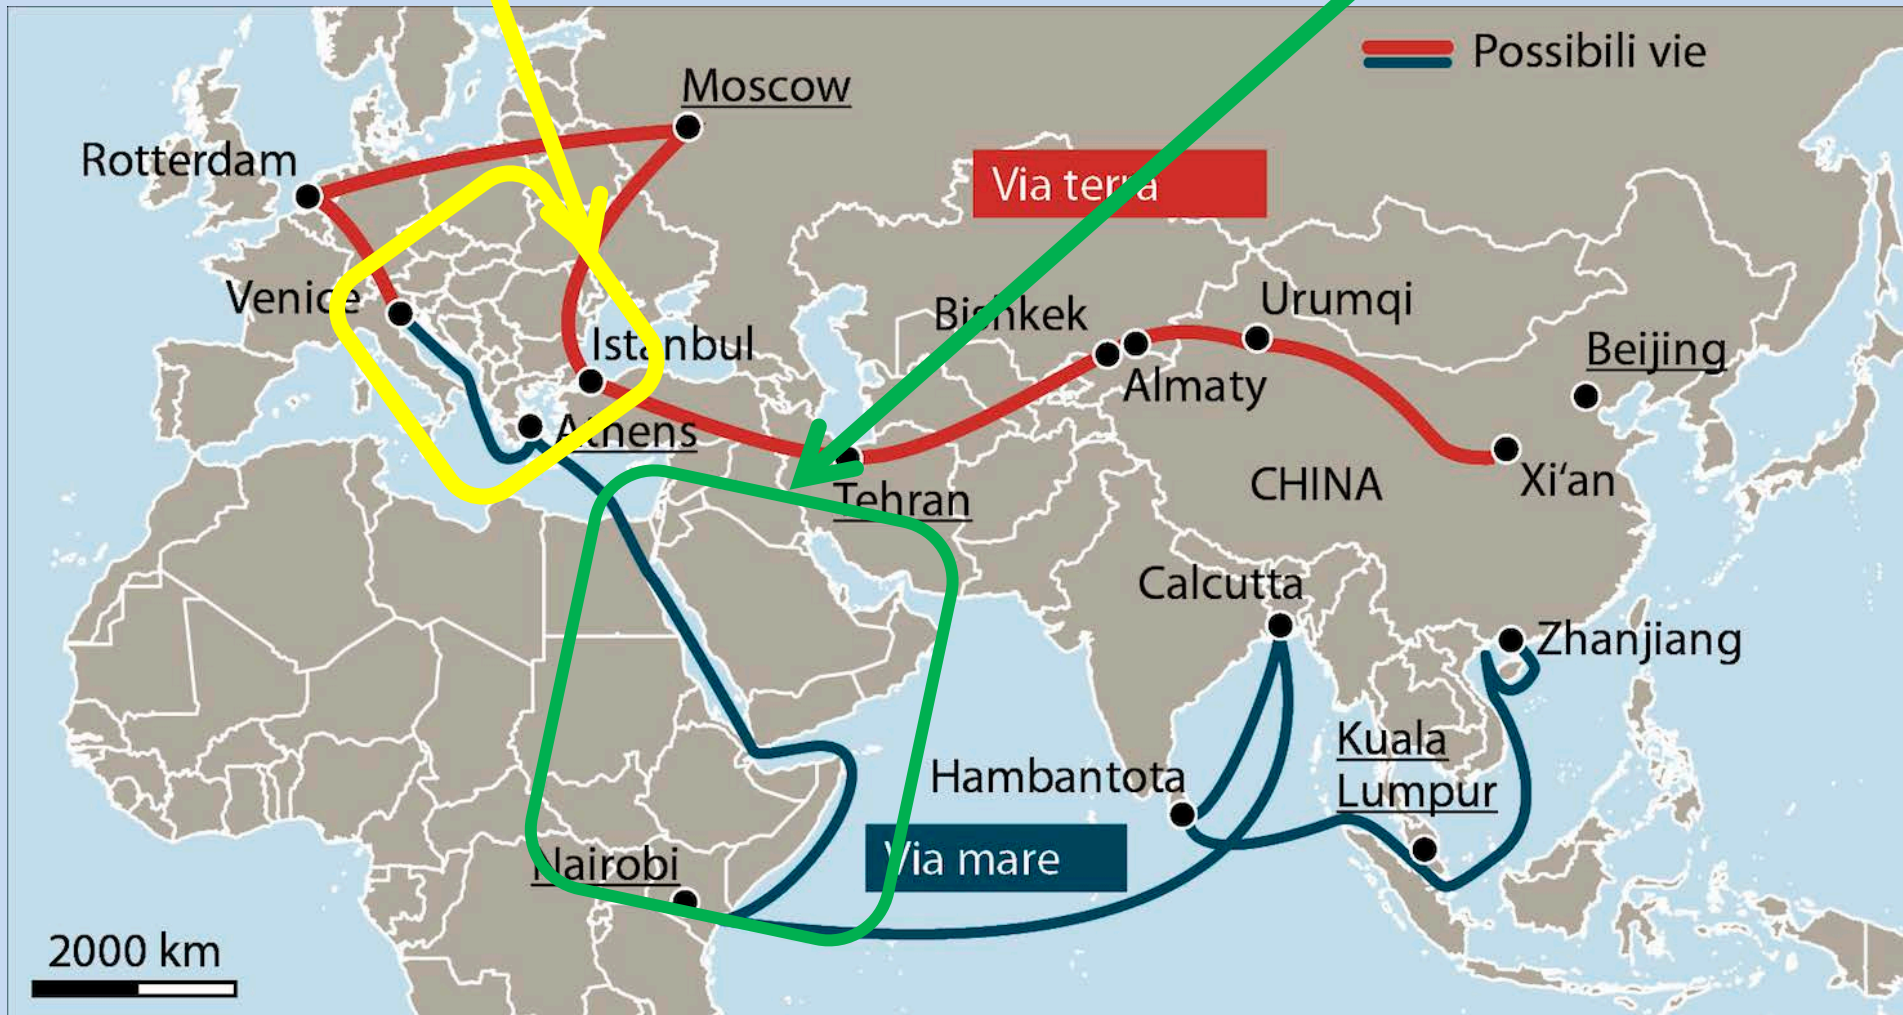 Possibili vie
Moscow
Rotterdam
Via terra
Venice
Istanbul
Bishkek
Urumqi
Almaty
Beijing
Athens
Tehran
CHINA
Xi‘an
Calcutta
Zhanjiang
Kuala
Lumpur
Hambantota
Via mare
Nairobi
2000 km